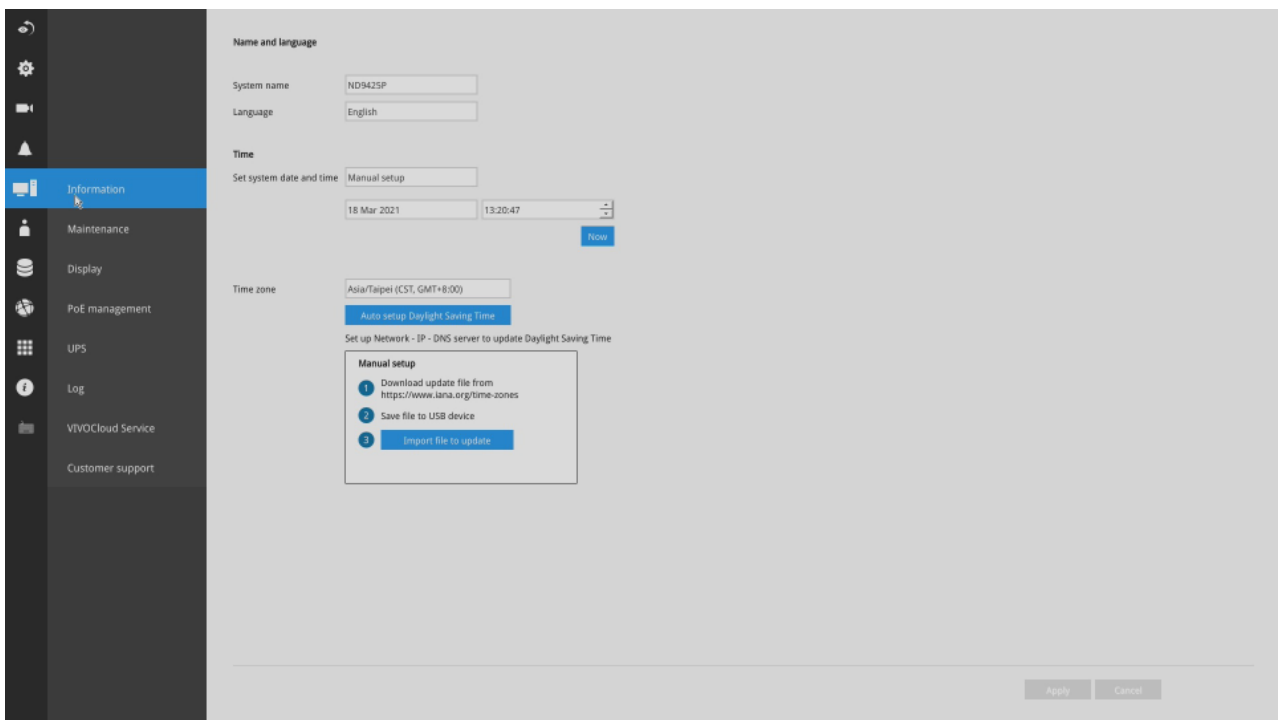 Information
Maintenance
Display
PoE management
UPS
Log
VIVOCloud Service
Customer support
Name and language
System name ND9425P
Language English
Time
Set system date and time Manual setup
18 Mar 2021 13:20:47
Now
Time zone Asia/Taipei (CST, GMT+8:00)
Auto setup Daylight Saving Time
Set up Network - IP - DNS server to update Daylight Saving Time
Manual setup
1 Download update file from
https://www.iana.org/time-zones
2 Save file to USB device
3 Import file to update
Apply Cancel